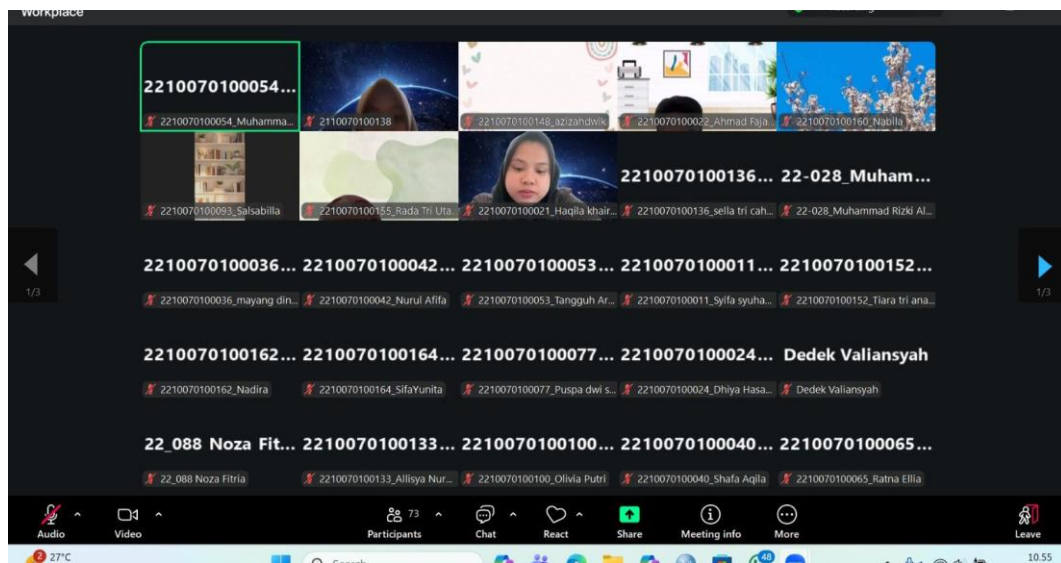 Workplace
2210070100054...
2210070100054_Muhamma...
2110070100138
2210070100148_azizahdwik
2210070100022_Ahmad Faja...
2210070100160_Nabila
2210070100136...
22-028_Muham...
2210070100093_Salsabilla
2210070100155_Rada Tri Uta...
2210070100021_Haqila khair...
2210070100136_sella tri cah...
22-028_Muhammad Rizki Al...
2210070100036...
2210070100042...
2210070100053...
2210070100011...
2210070100152...
1/3
1/3
2210070100036_mayang din...
2210070100042_Nurul Afifa
2210070100053_Tangguh Ar...
2210070100011_Syifa syuha...
2210070100152_Tiara tri ana...
2210070100162...
2210070100164...
2210070100077...
2210070100024...
Dedek Valiansyah
2210070100162_Nadira
2210070100164_SifaYunita
2210070100077_Puspa dwi s...
2210070100024_Dhiya Hasa...
Dedek Valiansyah
22_088 Noza Fit...
2210070100133...
2210070100100...
2210070100040...
2210070100065...
22_088 Noza Fitria
2210070100133_Allisya Nur...
2210070100100_Olivia Putri
2210070100040_Shafa Aqila
2210070100065_Ratna Ellia
73
Audio
Video
Participants
Chat
React
Share
Meeting info
More
Leave
2
27°C
Search
48
10.55